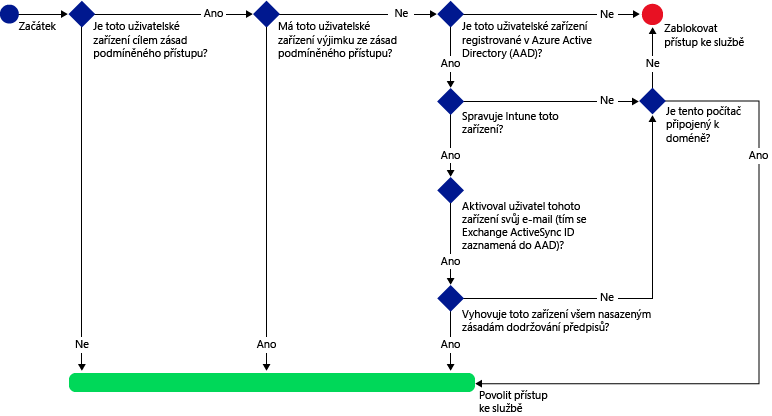 Začátek
Je toto uživatelské
zařízení cílem zásad
podmíněného přístupu?
Ano
Má toto uživatelské
zařízení výjimku ze zásad
podmíněného přístupu?
Ne
Je toto uživatelské zařízení
registrované v Azure Active
Directory (AAD)?
Ne
Zablokovat
přístup ke službě
Ano
Ne
Spravuje Intune toto
zařízení?
Ne
Je tento počítač
připojený k
doméně?
Ano
Ano
Aktivoval uživatel tohoto
zařízení svůj e-mail (tím se
Exchange ActiveSync ID
zaznamená do AAD)?
Ano
Ne
Vyhovuje toto zařízení všem nasazeným
zásadám dodržování předpisů?
Ne
Ano
Ano
Povolit přístup
ke službě